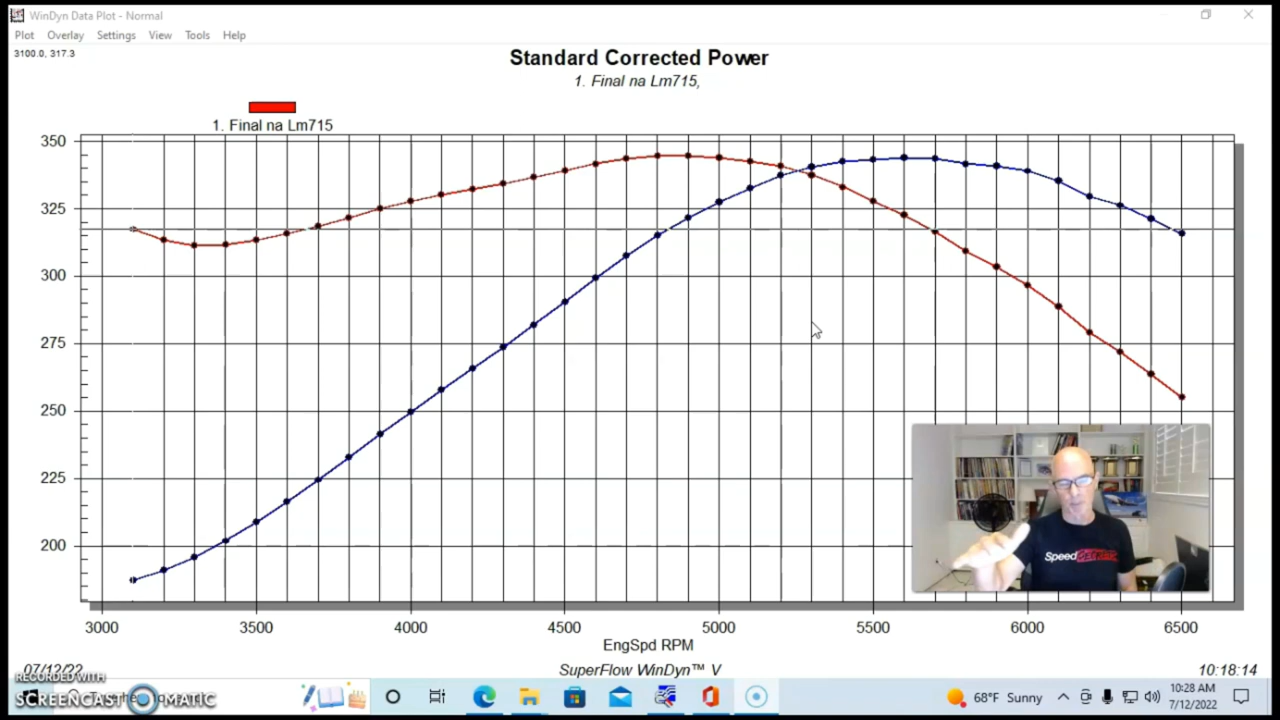 WinDyn Data Plot - Normal
Plot Overlay Settings View Tools Help
3100.0, 317.3
Standard Corrected Power
1. Final na Lm715,
1. Final na Lm715
350
325
300
275
250
225
200
3000 3500 4000 4500 5000 5500 6000 6500
EngSpd RPM
07/12/22 SuperFlow WinDyn™ V 10:18:14
Speed
RECORDED WITH
SCREENCAST MATIC
68°F Sunny
10:28 AM
7/12/2022